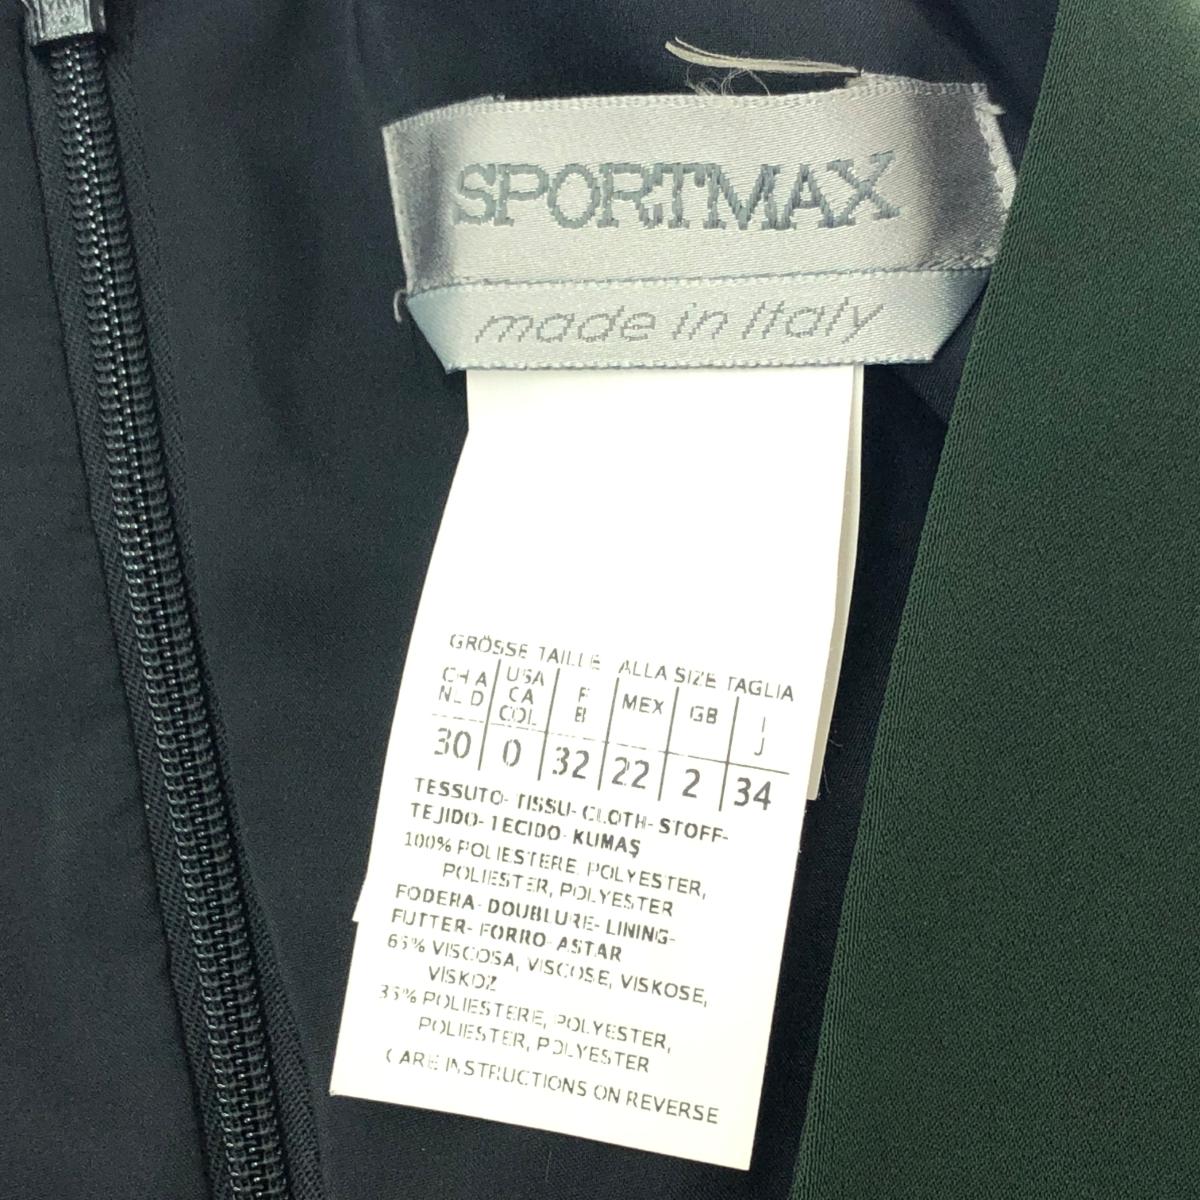 SPORTMAX
made in Italy
GRÖSSE TAILLE ALLA SIZE TAGLIA
CH A NL D | USA CA COL | F B | MEX | GB | I J
30 | 0 | 32 | 22 | 2 | 34
TESSUTO- TISSU- CLOTH- STOFF-
TEJIDO- TECIDO- KUMAŞ
100% POLIESTERE, POLYESTER,
POLIESTER, POLYESTER
FODERA- DOUBLURE- LINING-
FUTTER- FORRO- ASTAR
65% VISCOSA, VISCOSE, VISKOSE,
VİSKOZ
35% POLIESTERE, POLYESTER,
POLIESTER, POLYESTER
CARE INSTRUCTIONS ON REVERSE